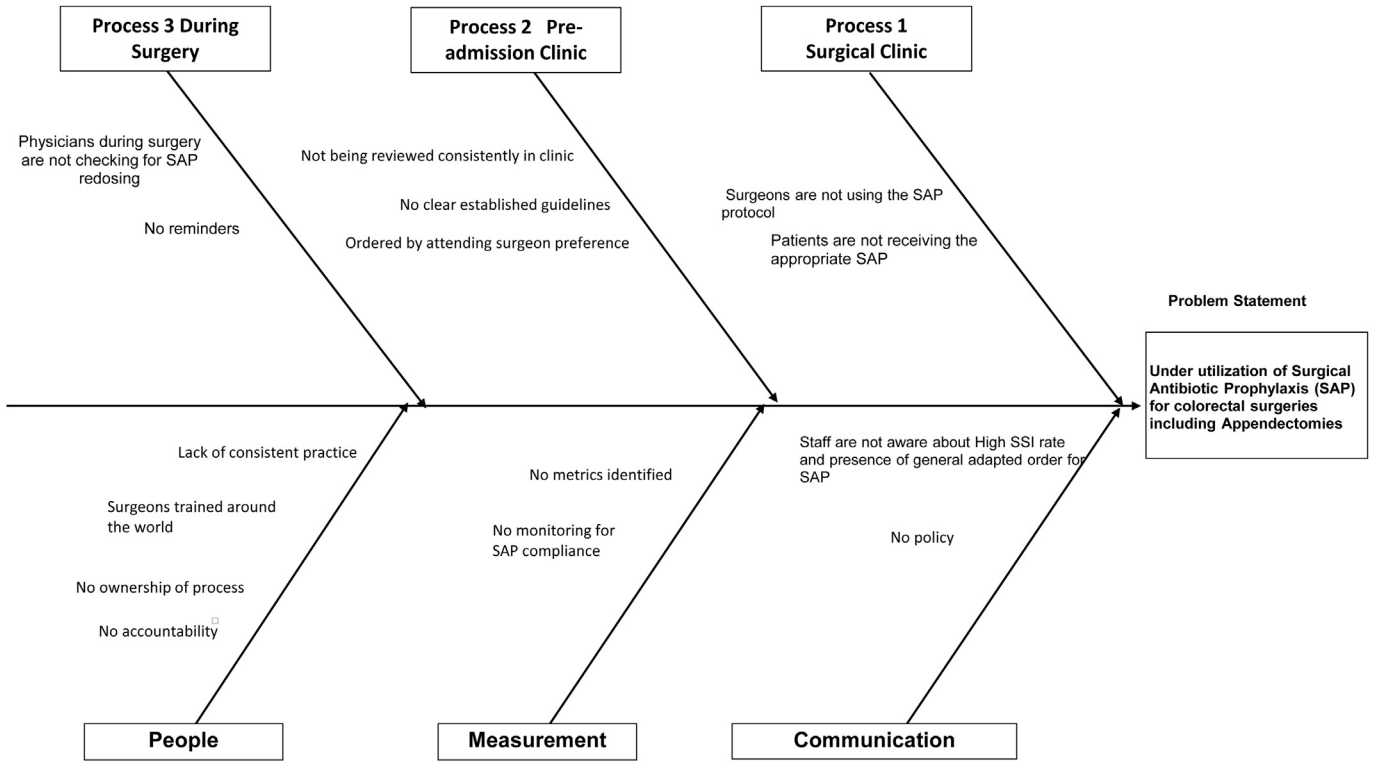 Process 3 During
Surgery
Process 2 Pre-
admission Clinic
Process 1
Surgical Clinic
Physicians during surgery
are not checking for SAP
redosing
No reminders
Not being reviewed consistently in clinic
No clear established guidelines
Ordered by attending surgeon preference
Surgeons are not using the SAP
protocol
Patients are not receiving the
appropriate SAP
Problem Statement
Under utilization of Surgical
Antibiotic Prophylaxis (SAP)
for colorectal surgeries
including Appendectomies
Lack of consistent practice
Surgeons trained around
the world
No ownership of process
No accountability
No metrics identified
No monitoring for
SAP compliance
Staff are not aware about High SSI rate
and presence of general adapted order for
SAP
No policy
People
Measurement
Communication